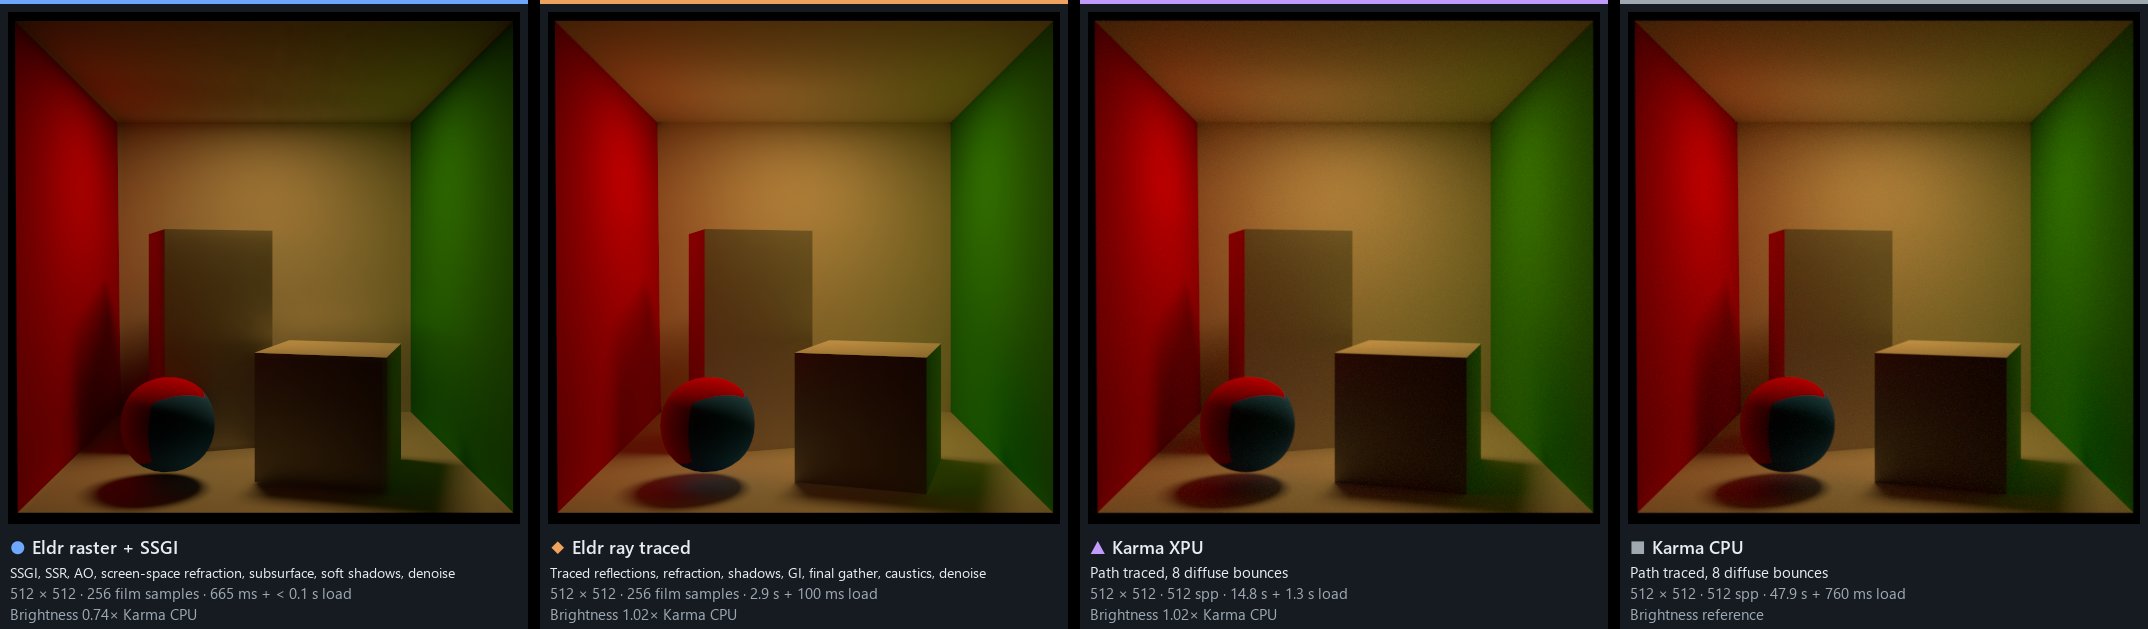 Eldr raster + SSGI
SSGI, SSR, AO, screen-space refraction, subsurface, soft shadows, denoise
512 × 512 · 256 film samples · 665 ms + < 0.1 s load
Brightness 0.74× Karma CPU
Eldr ray traced
Traced reflections, refraction, shadows, GI, final gather, caustics, denoise
512 × 512 · 256 film samples · 2.9 s + 100 ms load
Brightness 1.02× Karma CPU
Karma XPU
Path traced, 8 diffuse bounces
512 × 512 · 512 spp · 14.8 s + 1.3 s load
Brightness 1.02× Karma CPU
Karma CPU
Path traced, 8 diffuse bounces
512 × 512 · 512 spp · 47.9 s + 760 ms load
Brightness reference